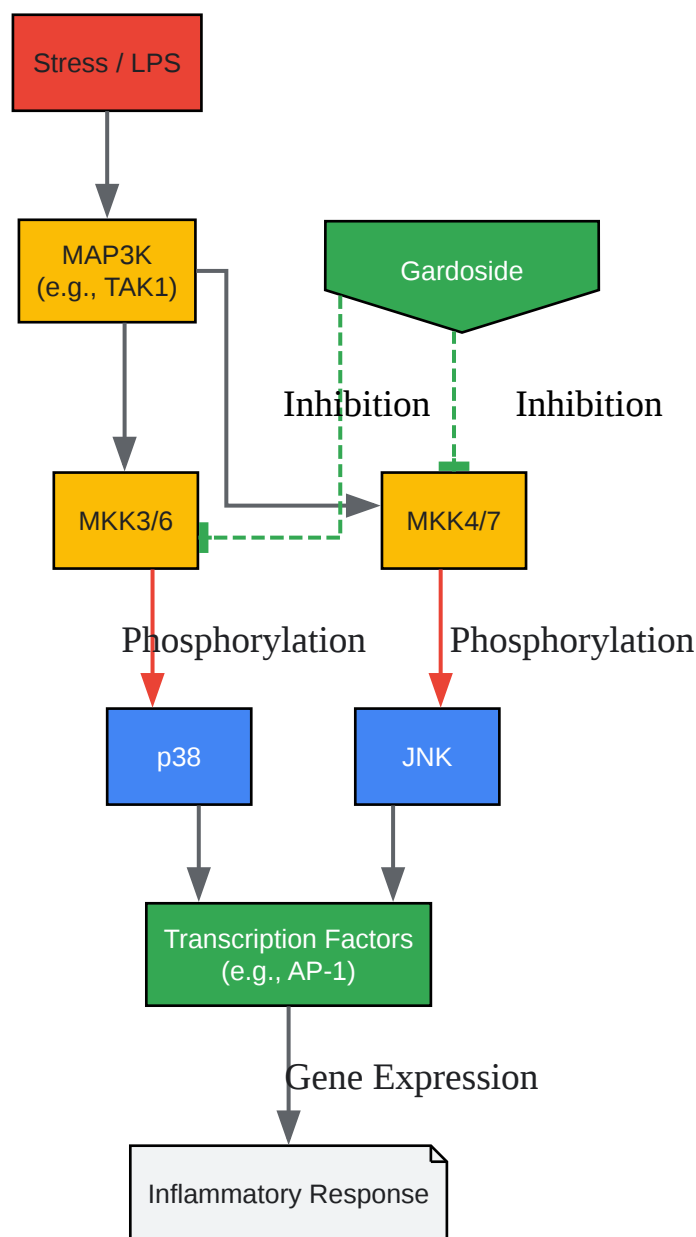 Stress / LPS
MAP3K
(e.g., TAK1)
Gardoside
Inhibition
Inhibition
MKK3/6
MKK4/7
Phosphorylation
Phosphorylation
p38
JNK
Transcription Factors
(e.g., AP-1)
Gene Expression
Inflammatory Response